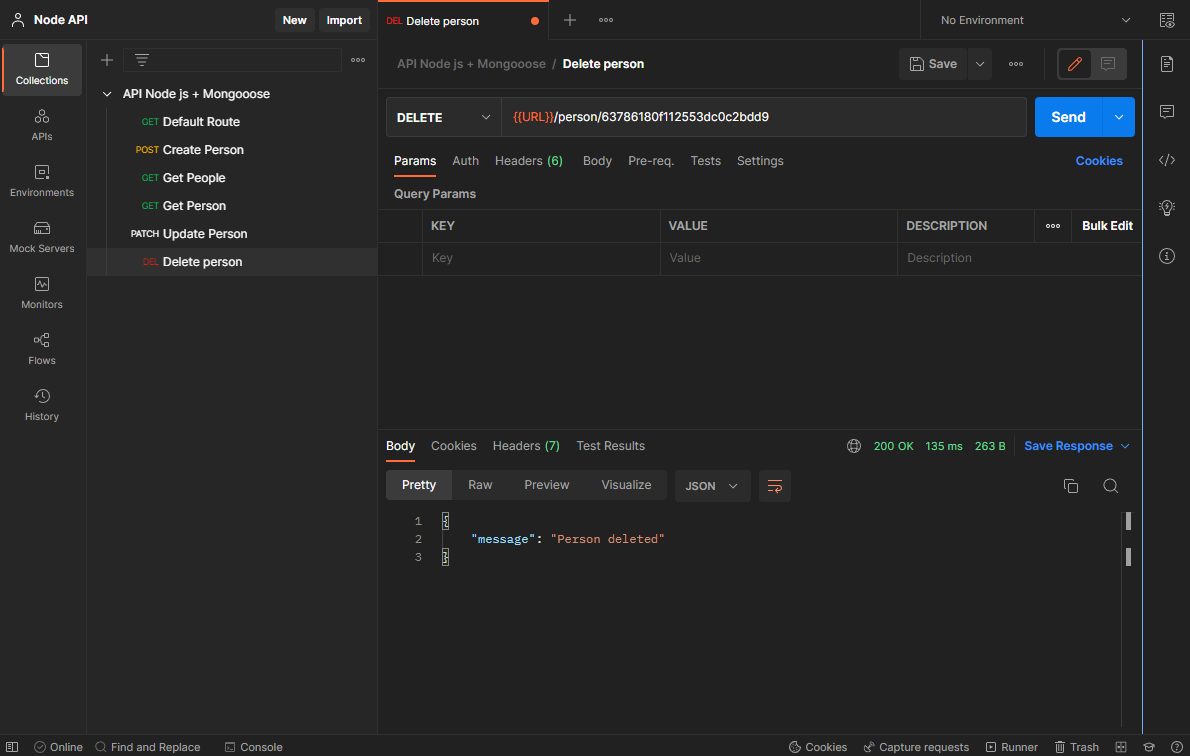 Node API
New
Import
DEL Delete person
No Environment
Collections
APIs
Environments
Mock Servers
Monitors
Flows
History
API Node js + Mongooose
GET Default Route
POST Create Person
GET Get People
GET Get Person
PATCH Update Person
DEL Delete person
API Node js + Mongooose / Delete person
Save
DELETE
{{URL}}/person/63786180f112553dc0c2bdd9
Send
Params Auth Headers (6) Body Pre-req. Tests Settings
Cookies
Query Params
KEY VALUE DESCRIPTION Bulk Edit
Key Value Description
Body Cookies Headers (7) Test Results
200 OK 135 ms 263 B Save Response
Pretty Raw Preview Visualize JSON
1 {
2 "message": "Person deleted"
3 }
Online Find and Replace Console
Cookies Capture requests Runner Trash